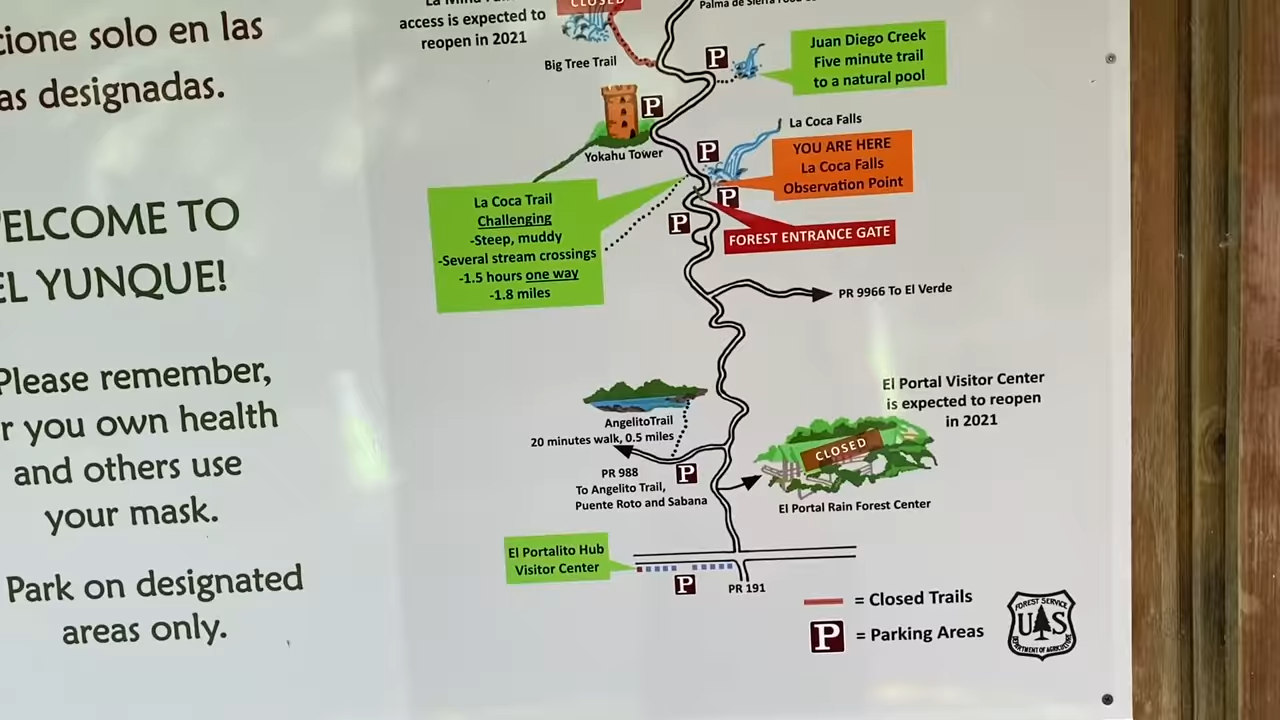 cione solo en las
as designadas.
ELCOME TO
EL YUNQUE!
Please remember,
r you own health
and others use
your mask.
Park on designated
areas only.
access is expected to
reopen in 2021
CLOSED
Palma de Sierra
Big Tree Trail
P
Juan Diego Creek
Five minute trail
to a natural pool
P
Yokahu Tower
La Coca Falls
P
YOU ARE HERE
La Coca Falls
Observation Point
P
La Coca Trail
Challenging
-Steep, muddy
-Several stream crossings
-1.5 hours one way
-1.8 miles
P
FOREST ENTRANCE GATE
PR 9966 To El Verde
El Portal Visitor Center
is expected to reopen
in 2021
CLOSED
El Portal Rain Forest Center
AngelitoTrail
20 minutes walk, 0.5 miles
P
PR 988
To Angelito Trail,
Puente Roto and Sabana
El Portalito Hub
Visitor Center
P
PR 191
= Closed Trails
P = Parking Areas
FOREST SERVICE
US
DEPARTMENT OF AGRICULTURE